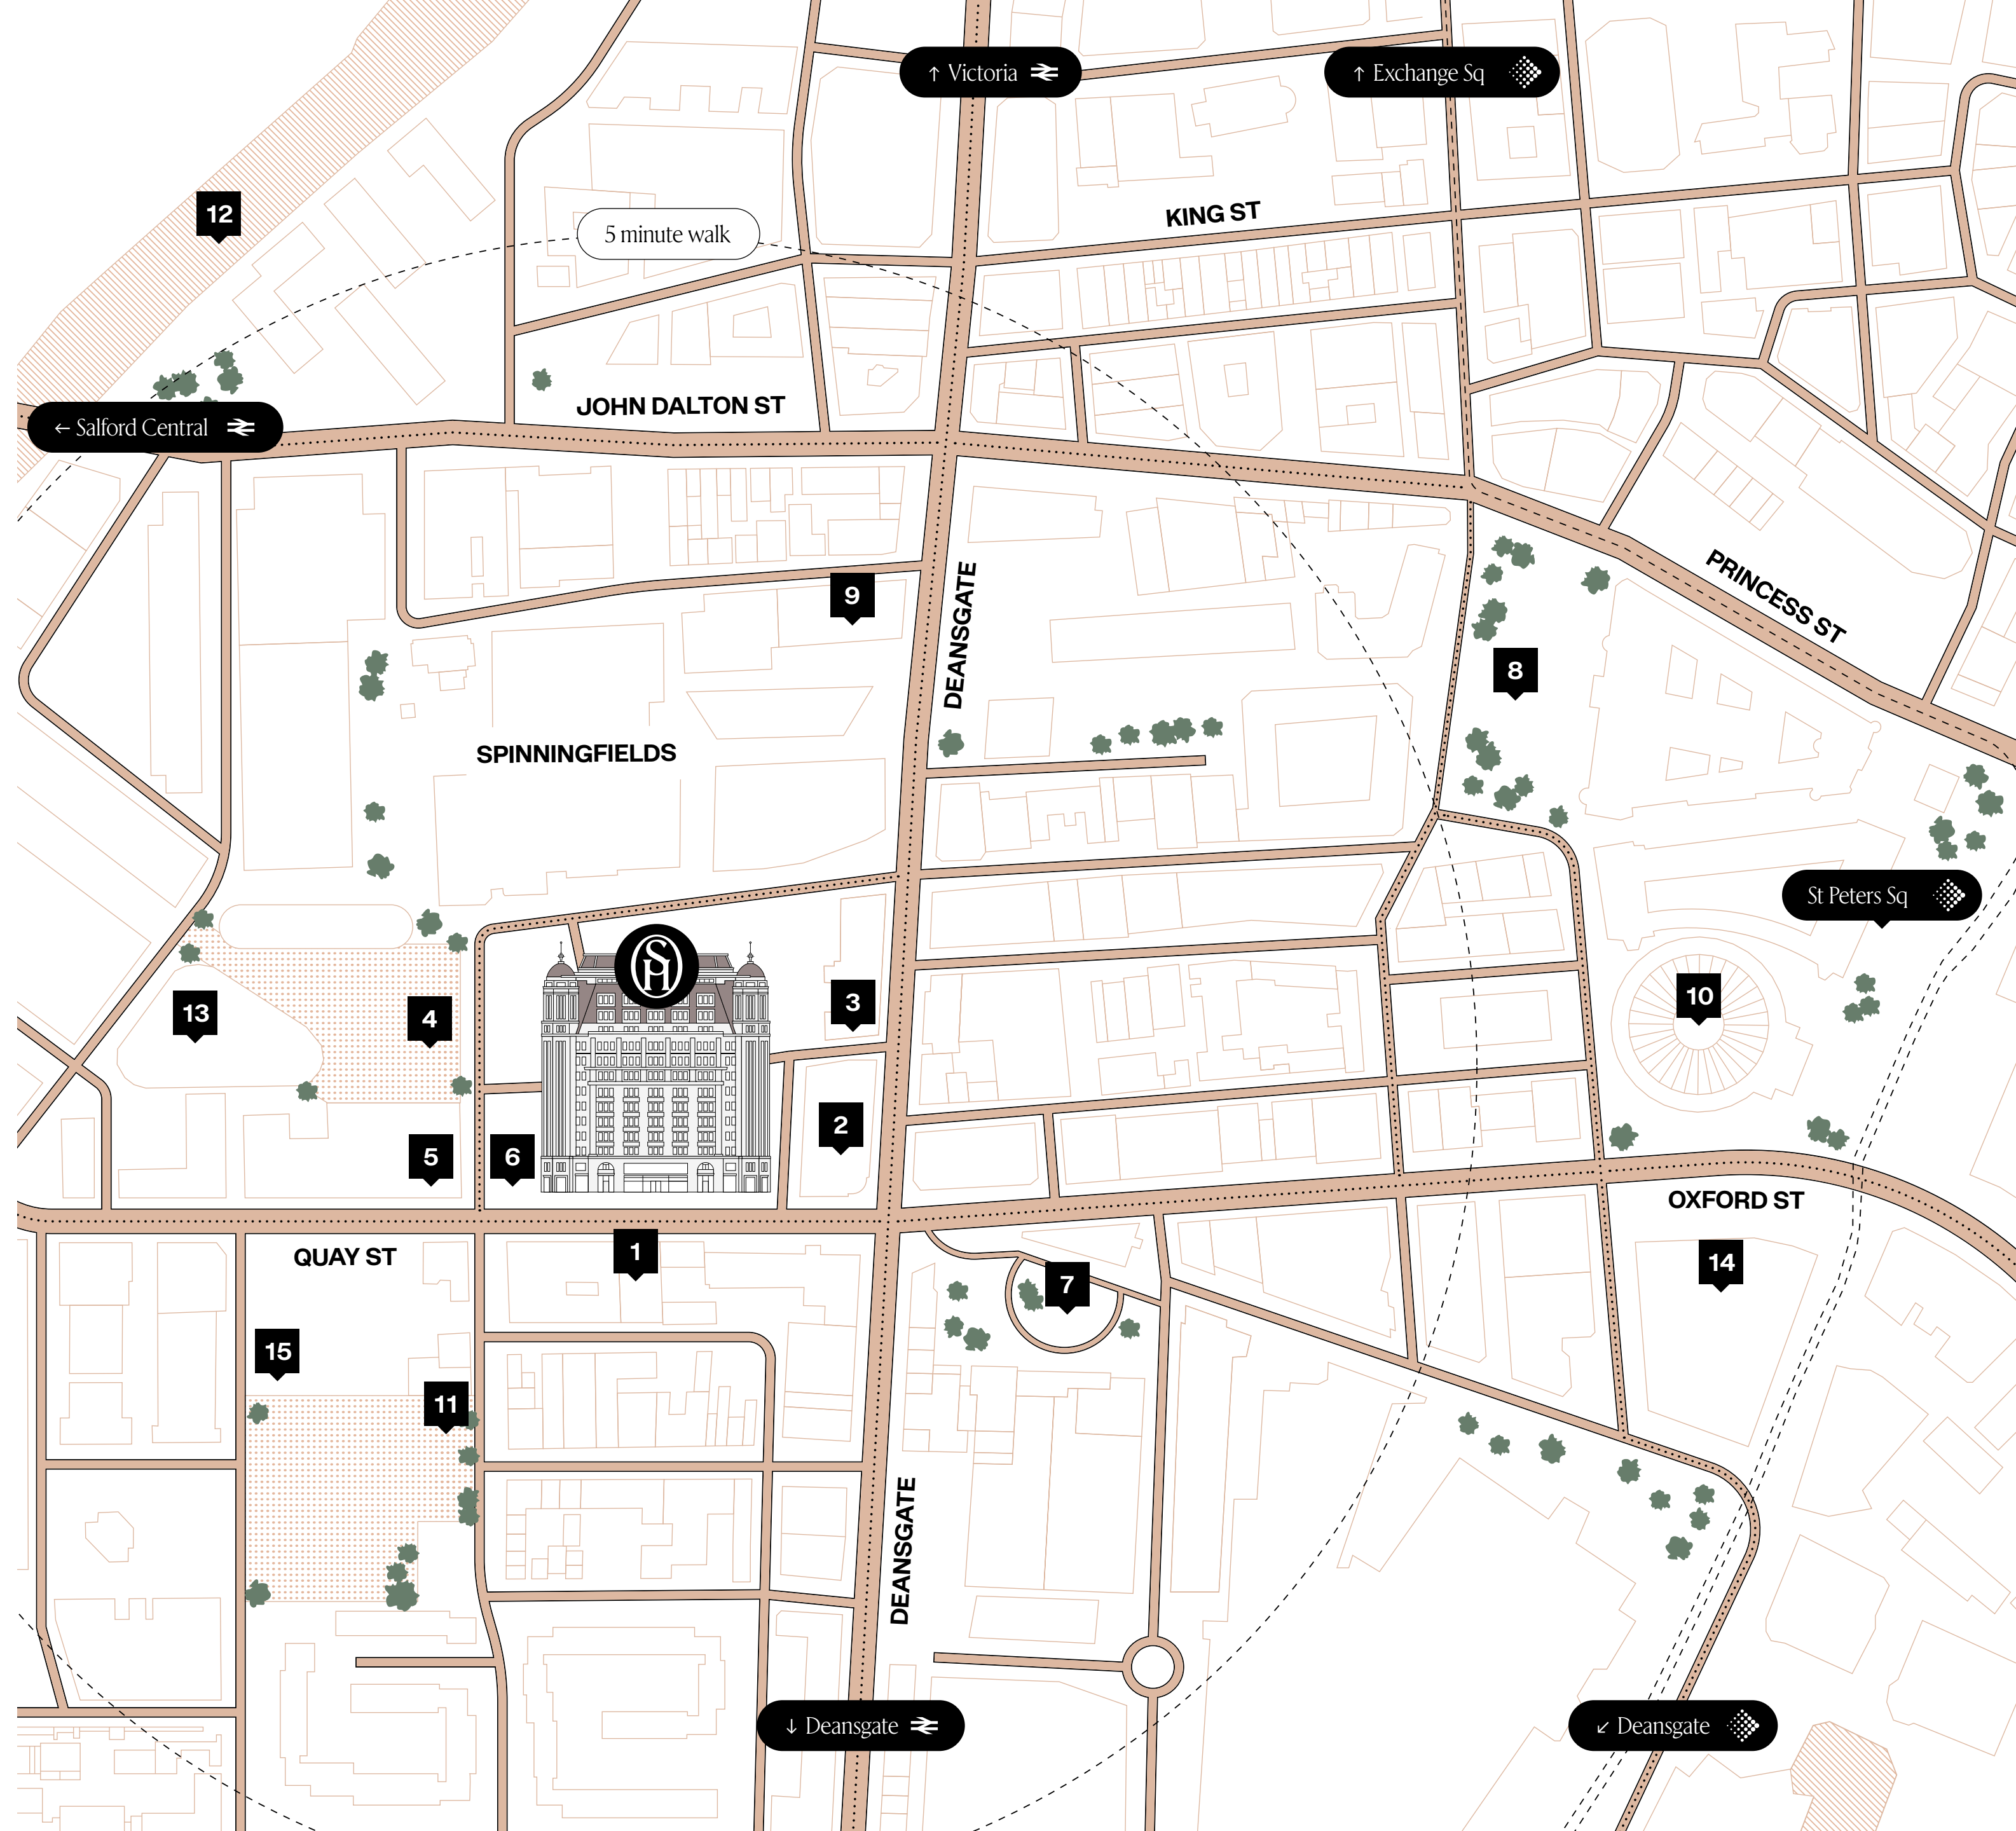 ↑ Victoria
↑ Exchange Sq
12
KING ST
5 minute walk
JOHN DALTON ST
← Salford Central
PRINCESS ST
9
DEANSGATE
8
SPINNINGFIELDS
St Peters Sq
SH
10
3
13
4
2
5
6
OXFORD ST
QUAY ST
1
14
7
15
11
DEANSGATE
↓ Deansgate
↙ Deansgate